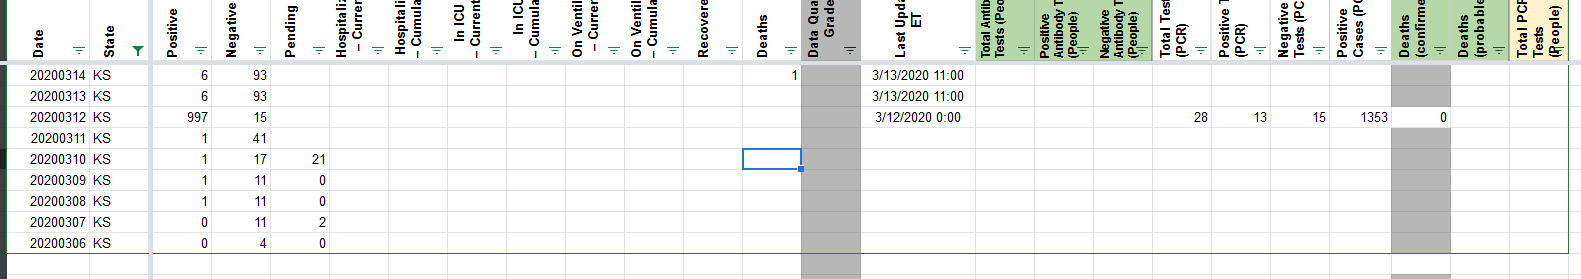 Date State Positive Negative Pending Hospitaliz – Curren Hospitaliz – Cumula In ICU – Current In ICU – Cumula On Ventil – Curren On Ventil – Cumula Recovere Deaths Data Qua Grade Last Upda ET Total Antib Tests (Peo Positive Antibody T (People) Negative Antibody T (People) Total Test (PCR) Positive T (PCR) Negative Tests (PC Positive Cases (PC Deaths (confirme Deaths (probable Total PCR Tests (People)
20200314 KS 6 93 1 3/13/2020 11:00
20200313 KS 6 93 3/13/2020 11:00
20200312 KS 997 15 3/12/2020 0:00 28 13 15 1353 0
20200311 KS 1 41
20200310 KS 1 17 21
20200309 KS 1 11 0
20200308 KS 1 11 0
20200307 KS 0 11 2
20200306 KS 0 4 0